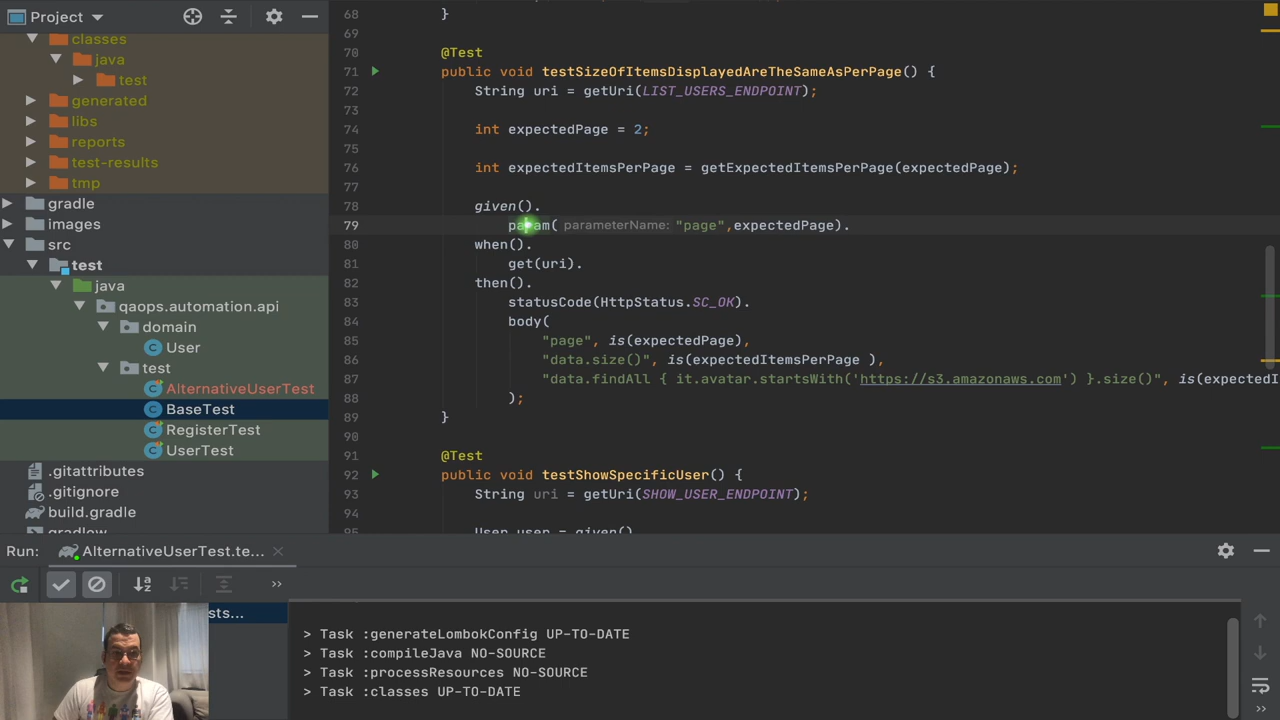 Project
classes
java
test
generated
libs
reports
test-results
tmp
gradle
images
src
test
java
qaops.automation.api
domain
User
test
AlternativeUserTest
BaseTest
RegisterTest
UserTest
.gitattributes
.gitignore
build.gradle
gradlew
68 }
69
70 @Test
71 public void testSizeOfItemsDisplayedAreTheSameAsPerPage() {
72 String uri = getUri(LIST_USERS_ENDPOINT);
73
74 int expectedPage = 2;
75
76 int expectedItemsPerPage = getExpectedItemsPerPage(expectedPage);
77
78 given().
79 param( parameterName: "page",expectedPage).
80 when().
81 get(uri).
82 then().
83 statusCode(HttpStatus.SC_OK).
84 body(
85 "page", is(expectedPage),
86 "data.size()", is(expectedItemsPerPage ),
87 "data.findAll { it.avatar.startsWith('https://s3.amazonaws.com') }.size()", is(expectedI
88 );
89 }
90
91 @Test
92 public void testShowSpecificUser() {
93 String uri = getUri(SHOW_USER_ENDPOINT);
94
95 User user = given()
Run: AlternativeUserTest.te...
sts...
> Task :generateLombokConfig UP-TO-DATE
> Task :compileJava NO-SOURCE
> Task :processResources NO-SOURCE
> Task :classes UP-TO-DATE